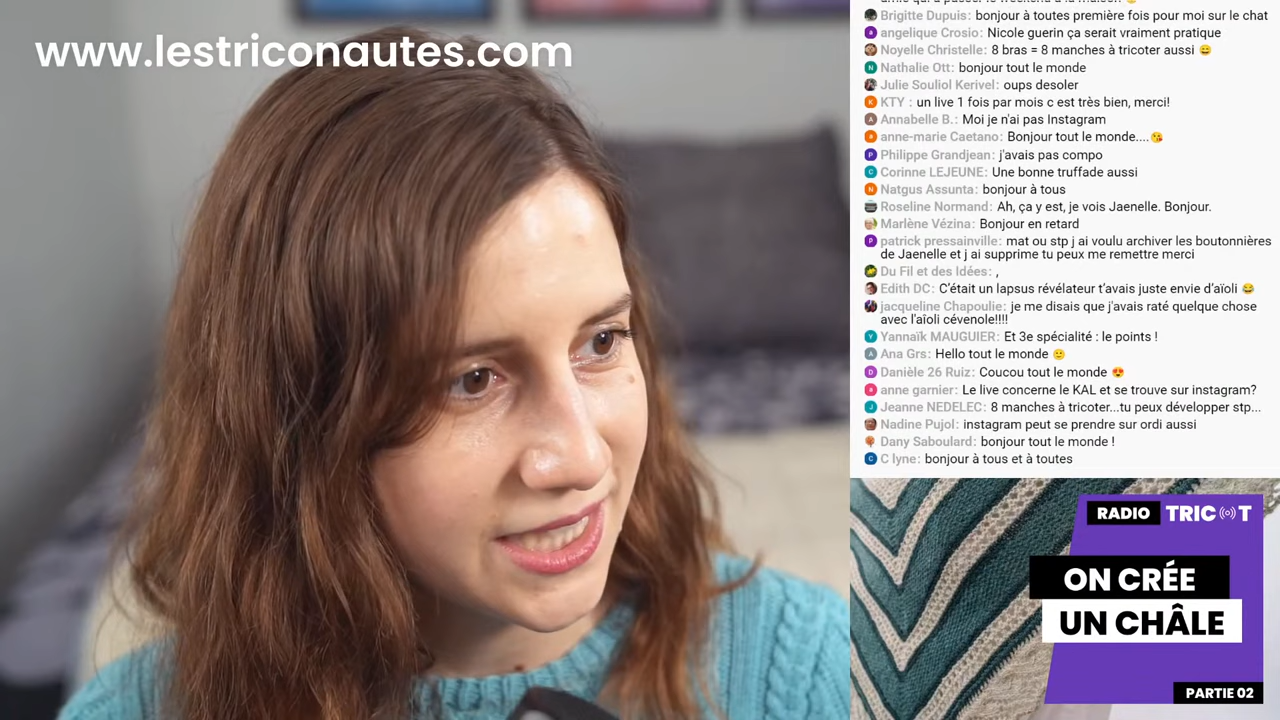 www.lestriconautes.com
Brigitte Dupuis: bonjour à toutes première fois pour moi sur le chat
angelique Crosio: Nicole guerin ça serait vraiment pratique
Noyelle Christelle: 8 bras = 8 manches à tricoter aussi 😄
Nathalie Ott: bonjour tout le monde
Julie Souliol Kerivel: oups desoler
KTY : un live 1 fois par mois c est très bien, merci!
Annabelle B.: Moi je n'ai pas Instagram
anne-marie Caetano: Bonjour tout le monde....😘
Philippe Grandjean: j'avais pas compo
Corinne LEJEUNE: Une bonne truffade aussi
Natgus Assunta: bonjour à tous
Roseline Normand: Ah, ça y est, je vois Jaenelle. Bonjour.
Marlène Vézina: Bonjour en retard
patrick pressainville: mat ou stp j ai voulu archiver les boutonnières
de Jaenelle et j ai supprime tu peux me remettre merci
Du Fil et des Idées: ,
Edith DC: C'était un lapsus révélateur t'avais juste envie d'aïoli 😂
jacqueline Chapoulie: je me disais que j'avais raté quelque chose
avec l'aîoli cévenole!!!!
Yannaïk MAUGUIER: Et 3e spécialité : le points !
Ana Grs: Hello tout le monde 🙂
Danièle 26 Ruiz: Coucou tout le monde 😍
anne garnier: Le live concerne le KAL et se trouve sur instagram?
Jeanne NEDELEC: 8 manches à tricoter...tu peux développer stp...
Nadine Pujol: instagram peut se prendre sur ordi aussi
Dany Saboulard: bonjour tout le monde !
C lyne: bonjour à tous et à toutes
RADIO TRICOT
ON CRÉE
UN CHÂLE
PARTIE 02